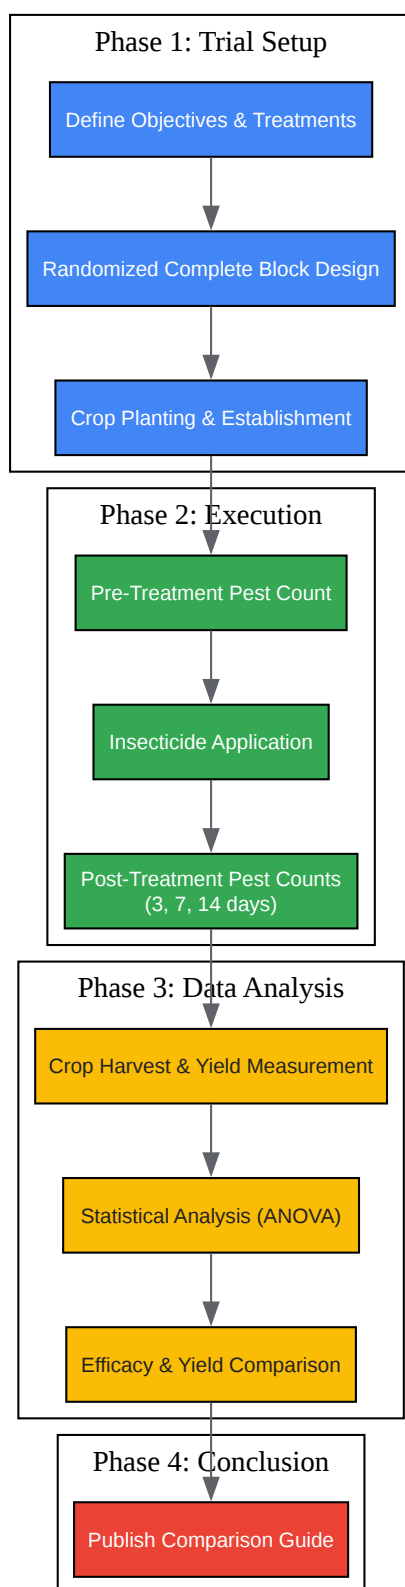 Phase 1: Trial Setup
Define Objectives & Treatments
Randomized Complete Block Design
Crop Planting & Establishment
Phase 2: Execution
Pre-Treatment Pest Count
Insecticide Application
Post-Treatment Pest Counts
(3, 7, 14 days)
Phase 3: Data Analysis
Crop Harvest & Yield Measurement
Statistical Analysis (ANOVA)
Efficacy & Yield Comparison
Phase 4: Conclusion
Publish Comparison Guide